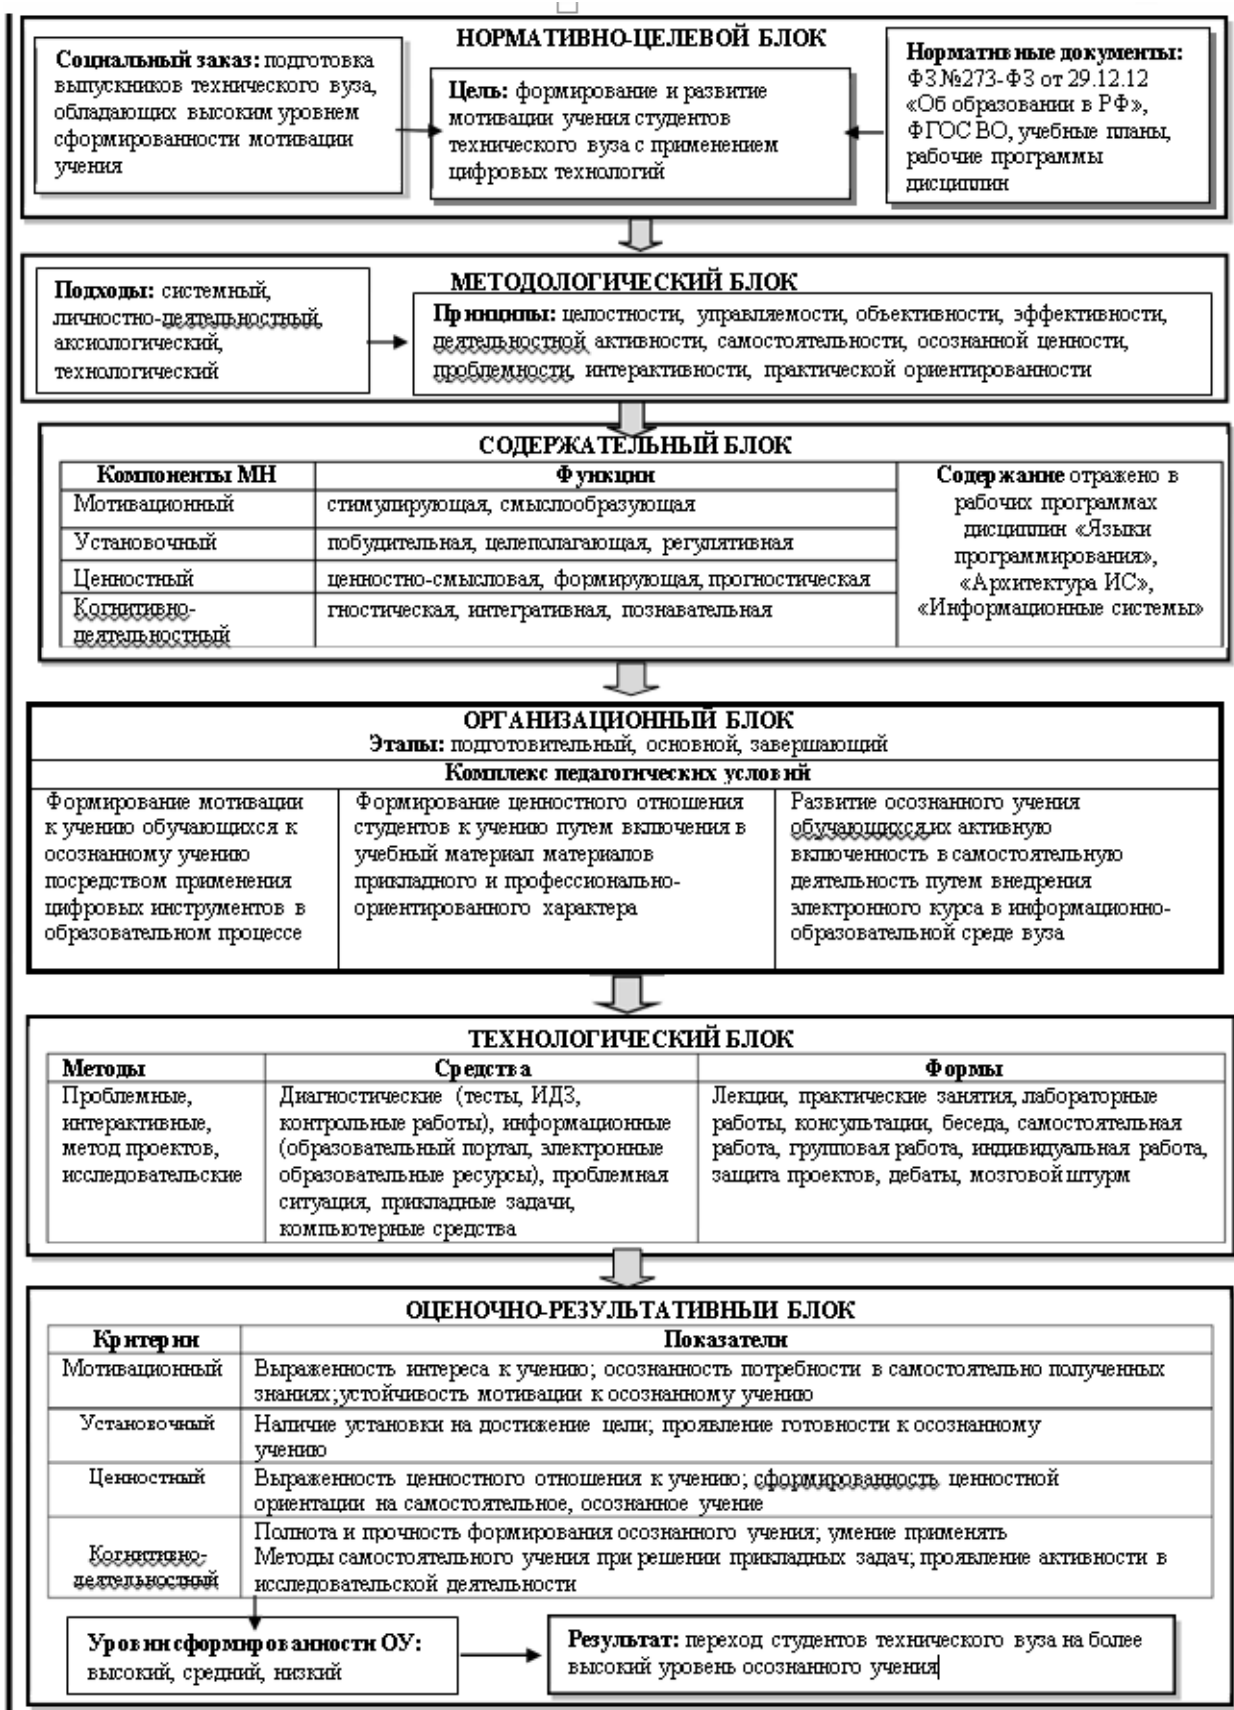 НОРМАТИВНО-ЦЕЛЕВОЙ БЛОК
Социальный заказ: подготовка
выпускников технического вуза,
обладающих высоким уровнем
сформированности мотивации
учения
Цель: формирование и развитие
мотивации учения студентов
технического вуза с применением
цифровых технологий
Нормативные документы:
ФЗ №273-ФЗ от 29.12.12
«Об образовании в РФ»,
ФГОС ВО, учебные планы,
рабочие программы
дисциплин
МЕТОДОЛОГИЧЕСКИЙ БЛОК
Подходы: системный,
личностно-деятельностный,
аксиологический,
технологический
Принципы: целостности, управляемости, объективности, эффективности,
деятельностной активности, самостоятельности, осознанной ценности,
проблемности, интерактивности, практической ориентированности
СОДЕРЖАТЕЛЬНЫЙ БЛОК
Компоненты МН
Функции
Мотивационный
стимулирующая, смыслообразующая
Установочный
побудительная, целеполагающая, регулятивная
Ценностный
ценностно-смысловая, формирующая, прогностическая
Когнитивно-
деятельностный
гностическая, интегративная, познавательная
Содержание отражено в
рабочих программах
дисциплин «Языки
программирования»,
«Архитектура ИС»,
«Информационные системы»
ОРГАНИЗАЦИОННЫЙ БЛОК
Этапы: подготовительный, основной, завершающий
Комплекс педагогических условий
Формирование мотивации
к учению обучающихся к
осознанному учению
посредством применения
цифровых инструментов в
образовательном процессе
Формирование ценностного отношения
студентов к учению путем включения в
учебный материал материалов
прикладного и профессионально-
ориентированного характера
Развитие осознанного учения
обучающихся,их активную
включенность в самостоятельную
деятельность путем внедрения
электронного курса в информационно-
образовательной среде вуза
ТЕХНОЛОГИЧЕСКИЙ БЛОК
Методы
Средства
Формы
Проблемные,
интерактивные,
метод проектов,
исследовательские
Диагностические (тесты, ИДЗ,
контрольные работы), информационные
(образовательный портал, электронные
образовательные ресурсы), проблемная
ситуация, прикладные задачи,
компьютерные средства
Лекции, практические занятия, лабораторные
работы, консультации, беседа, самостоятельная
работа, групповая работа, индивидуальная работа,
защита проектов, дебаты, мозговой штурм
ОЦЕНОЧНО-РЕЗУЛЬТАТИВНЫЙ БЛОК
Критерии
Показатели
Мотивационный
Выраженность интереса к учению; осознанность потребности в самостоятельно полученных
знаниях;устойчивость мотивации к осознанному учению
Установочный
Наличие установки на достижение цели; проявление готовности к осознанному
учению
Ценностный
Выраженность ценностного отношения к учению; сформированность ценностной
ориентации на самостоятельное, осознанное учение
Когнитивно-
деятельностный
Полнота и прочность формирования осознанного учения; умение применять
Методы самостоятельного учения при решении прикладных задач; проявление активности в
исследовательской деятельности
Уровни сформированности ОУ:
высокий, средний, низкий
Результат: переход студентов технического вуза на более
высокий уровень осознанного учения